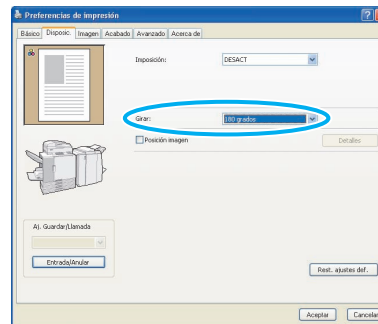 Preferencias de impresión
Básico Disposic. Imagen Acabado Avanzado Acerca de
Imposición: DESACT
Girar: 180 grados
Posición imagen Detalles
Aj. Guardar/Llamada
Entrada/Anular
Rest. ajustes def.
Aceptar Cancelar